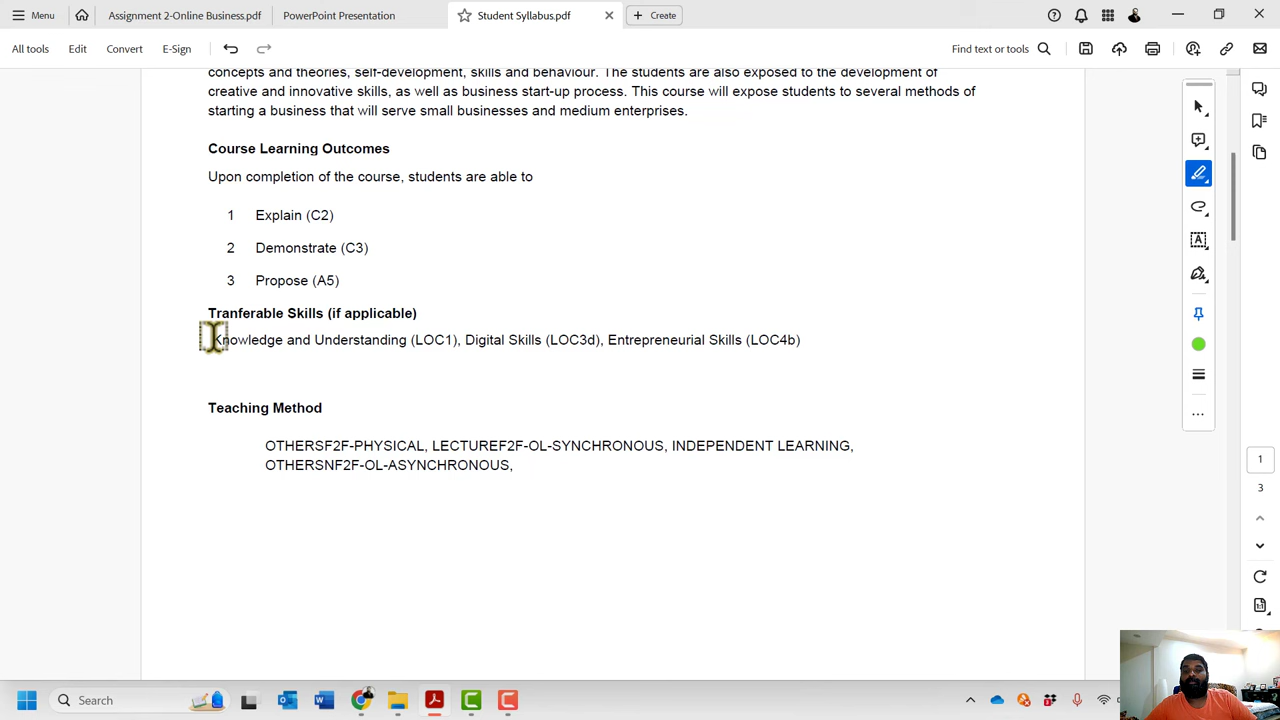 Menu
Assignment 2-Online Business.pdf
PowerPoint Presentation
Student Syllabus.pdf
Create
All tools
Edit
Convert
E-Sign
Find text or tools
concepts and theories, self-development, skills and behaviour. The students are also exposed to the development of
creative and innovative skills, as well as business start-up process. This course will expose students to several methods of
starting a business that will serve small businesses and medium enterprises.
Course Learning Outcomes
Upon completion of the course, students are able to
1 Explain (C2)
2 Demonstrate (C3)
3 Propose (A5)
Tranferable Skills (if applicable)
Knowledge and Understanding (LOC1), Digital Skills (LOC3d), Entrepreneurial Skills (LOC4b)
Teaching Method
OTHERSF2F-PHYSICAL, LECTUREF2F-OL-SYNCHRONOUS, INDEPENDENT LEARNING,
OTHERSNF2F-OL-ASYNCHRONOUS,
1
3
Search